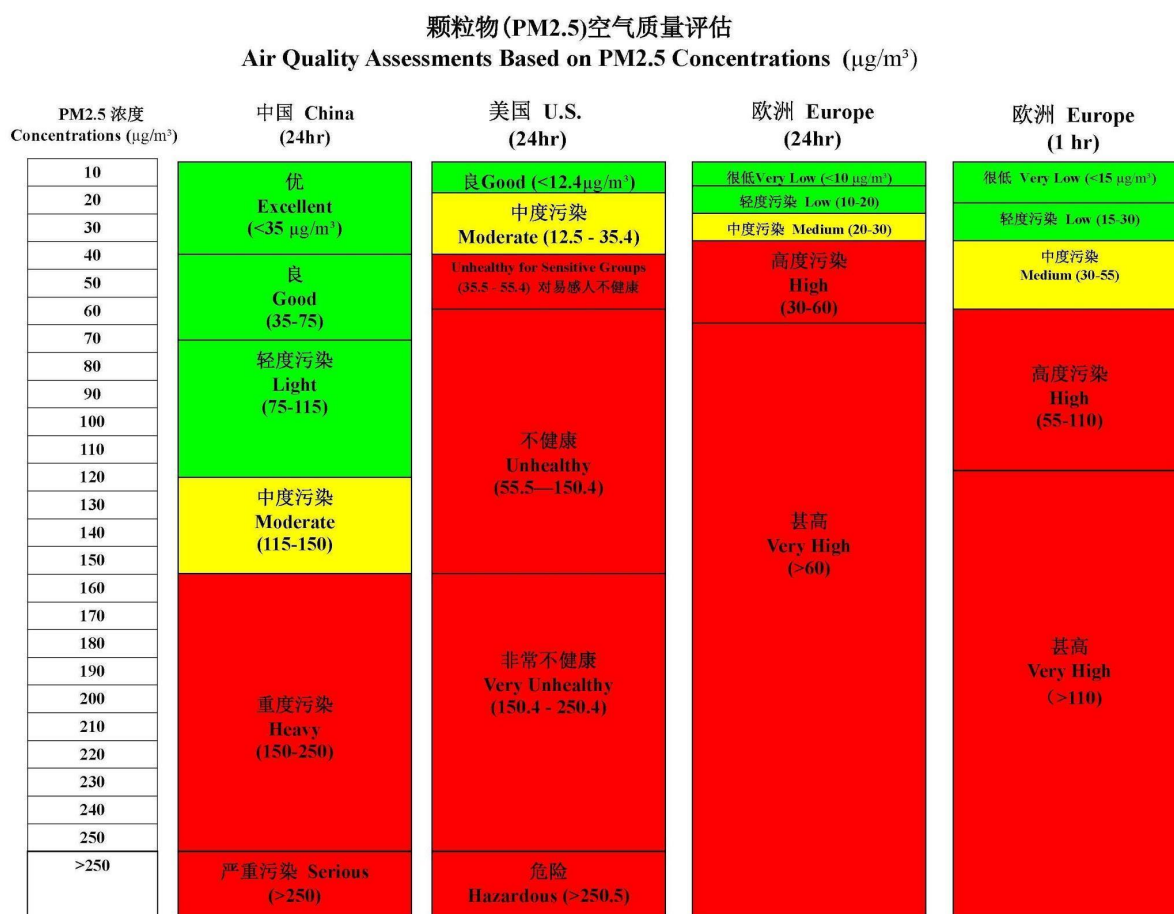 颗粒物(PM2.5)空气质量评估
Air Quality Assessments Based on PM2.5 Concentrations (μg/m³)
PM2.5 浓度
Concentrations (μg/m³)
10
20
30
40
50
60
70
80
90
100
110
120
130
140
150
160
170
180
190
200
210
220
230
240
250
>250
中国 China
(24hr)
优
Excellent
(<35 μg/m³)
良
Good
(35-75)
轻度污染
Light
(75-115)
中度污染
Moderate
(115-150)
重度污染
Heavy
(150-250)
严重污染 Serious
(>250)
美国 U.S.
(24hr)
良Good (<12.4μg/m³)
中度污染
Moderate (12.5 - 35.4)
Unhealthy for Sensitive Groups
(35.5 - 55.4) 对易感人不健康
不健康
Unhealthy
(55.5—150.4)
非常不健康
Very Unhealthy
(150.4 - 250.4)
危险
Hazardous (>250.5)
欧洲 Europe
(24hr)
很低Very Low (<10 μg/m³)
轻度污染 Low (10-20)
中度污染 Medium (20-30)
高度污染
High
(30-60)
甚高
Very High
(>60)
欧洲 Europe
(1 hr)
很低 Very Low (<15 μg/m³)
轻度污染 Low (15-30)
中度污染
Medium (30-55)
高度污染
High
(55-110)
甚高
Very High
(>110)